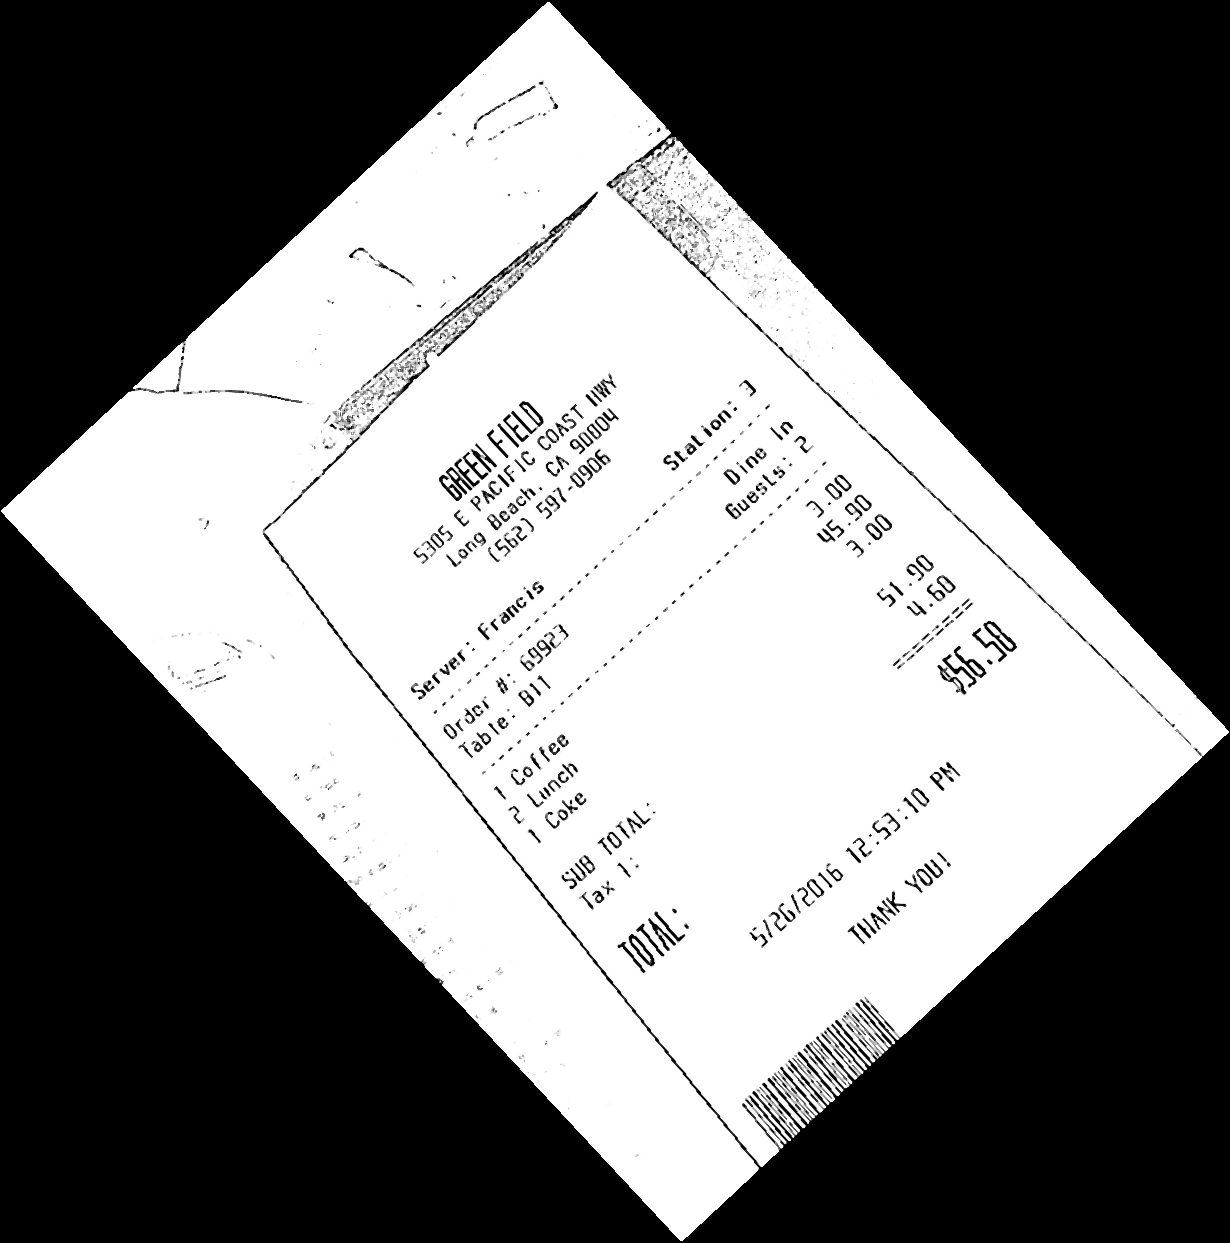 GREEN FIELD
5305 E PACIFIC COAST HWY
Long Beach, CA 90804
(562) 597-0906
Server: Francis Station: 3
Order #: 69923 Dine In
Table: B11 Guests: 2
1 Coffee 3.00
2 Lunch 45.90
1 Coke 3.00
SUB TOTAL: 51.90
Tax 1: 4.60
TOTAL: $56.58
5/26/2016 12:53:10 PM
THANK YOU!